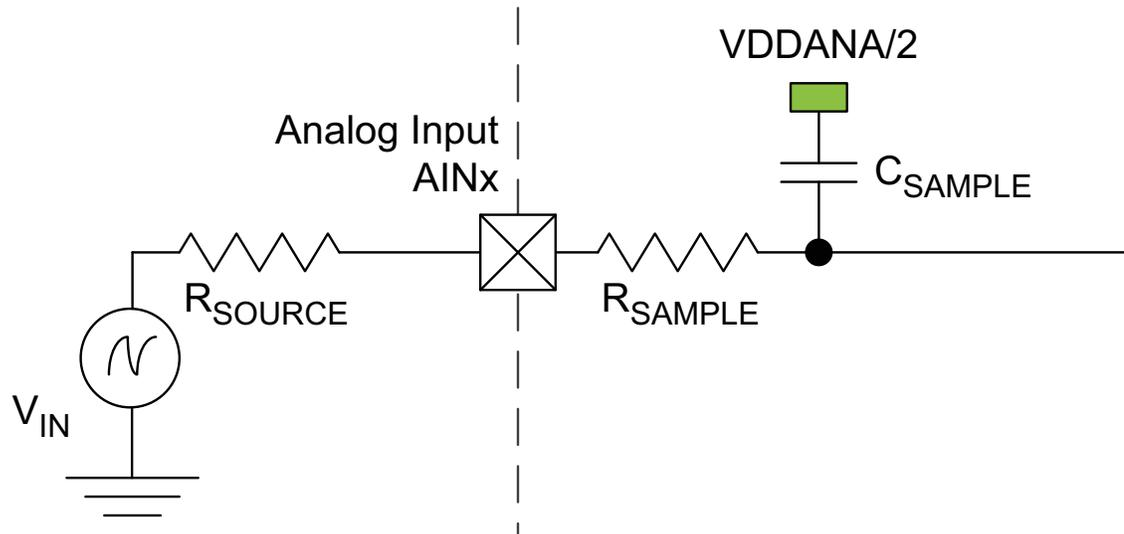 VDDANA/2
Analog Input
AINx
CSAMPLE
RSOURCE
RSAMPLE
VIN